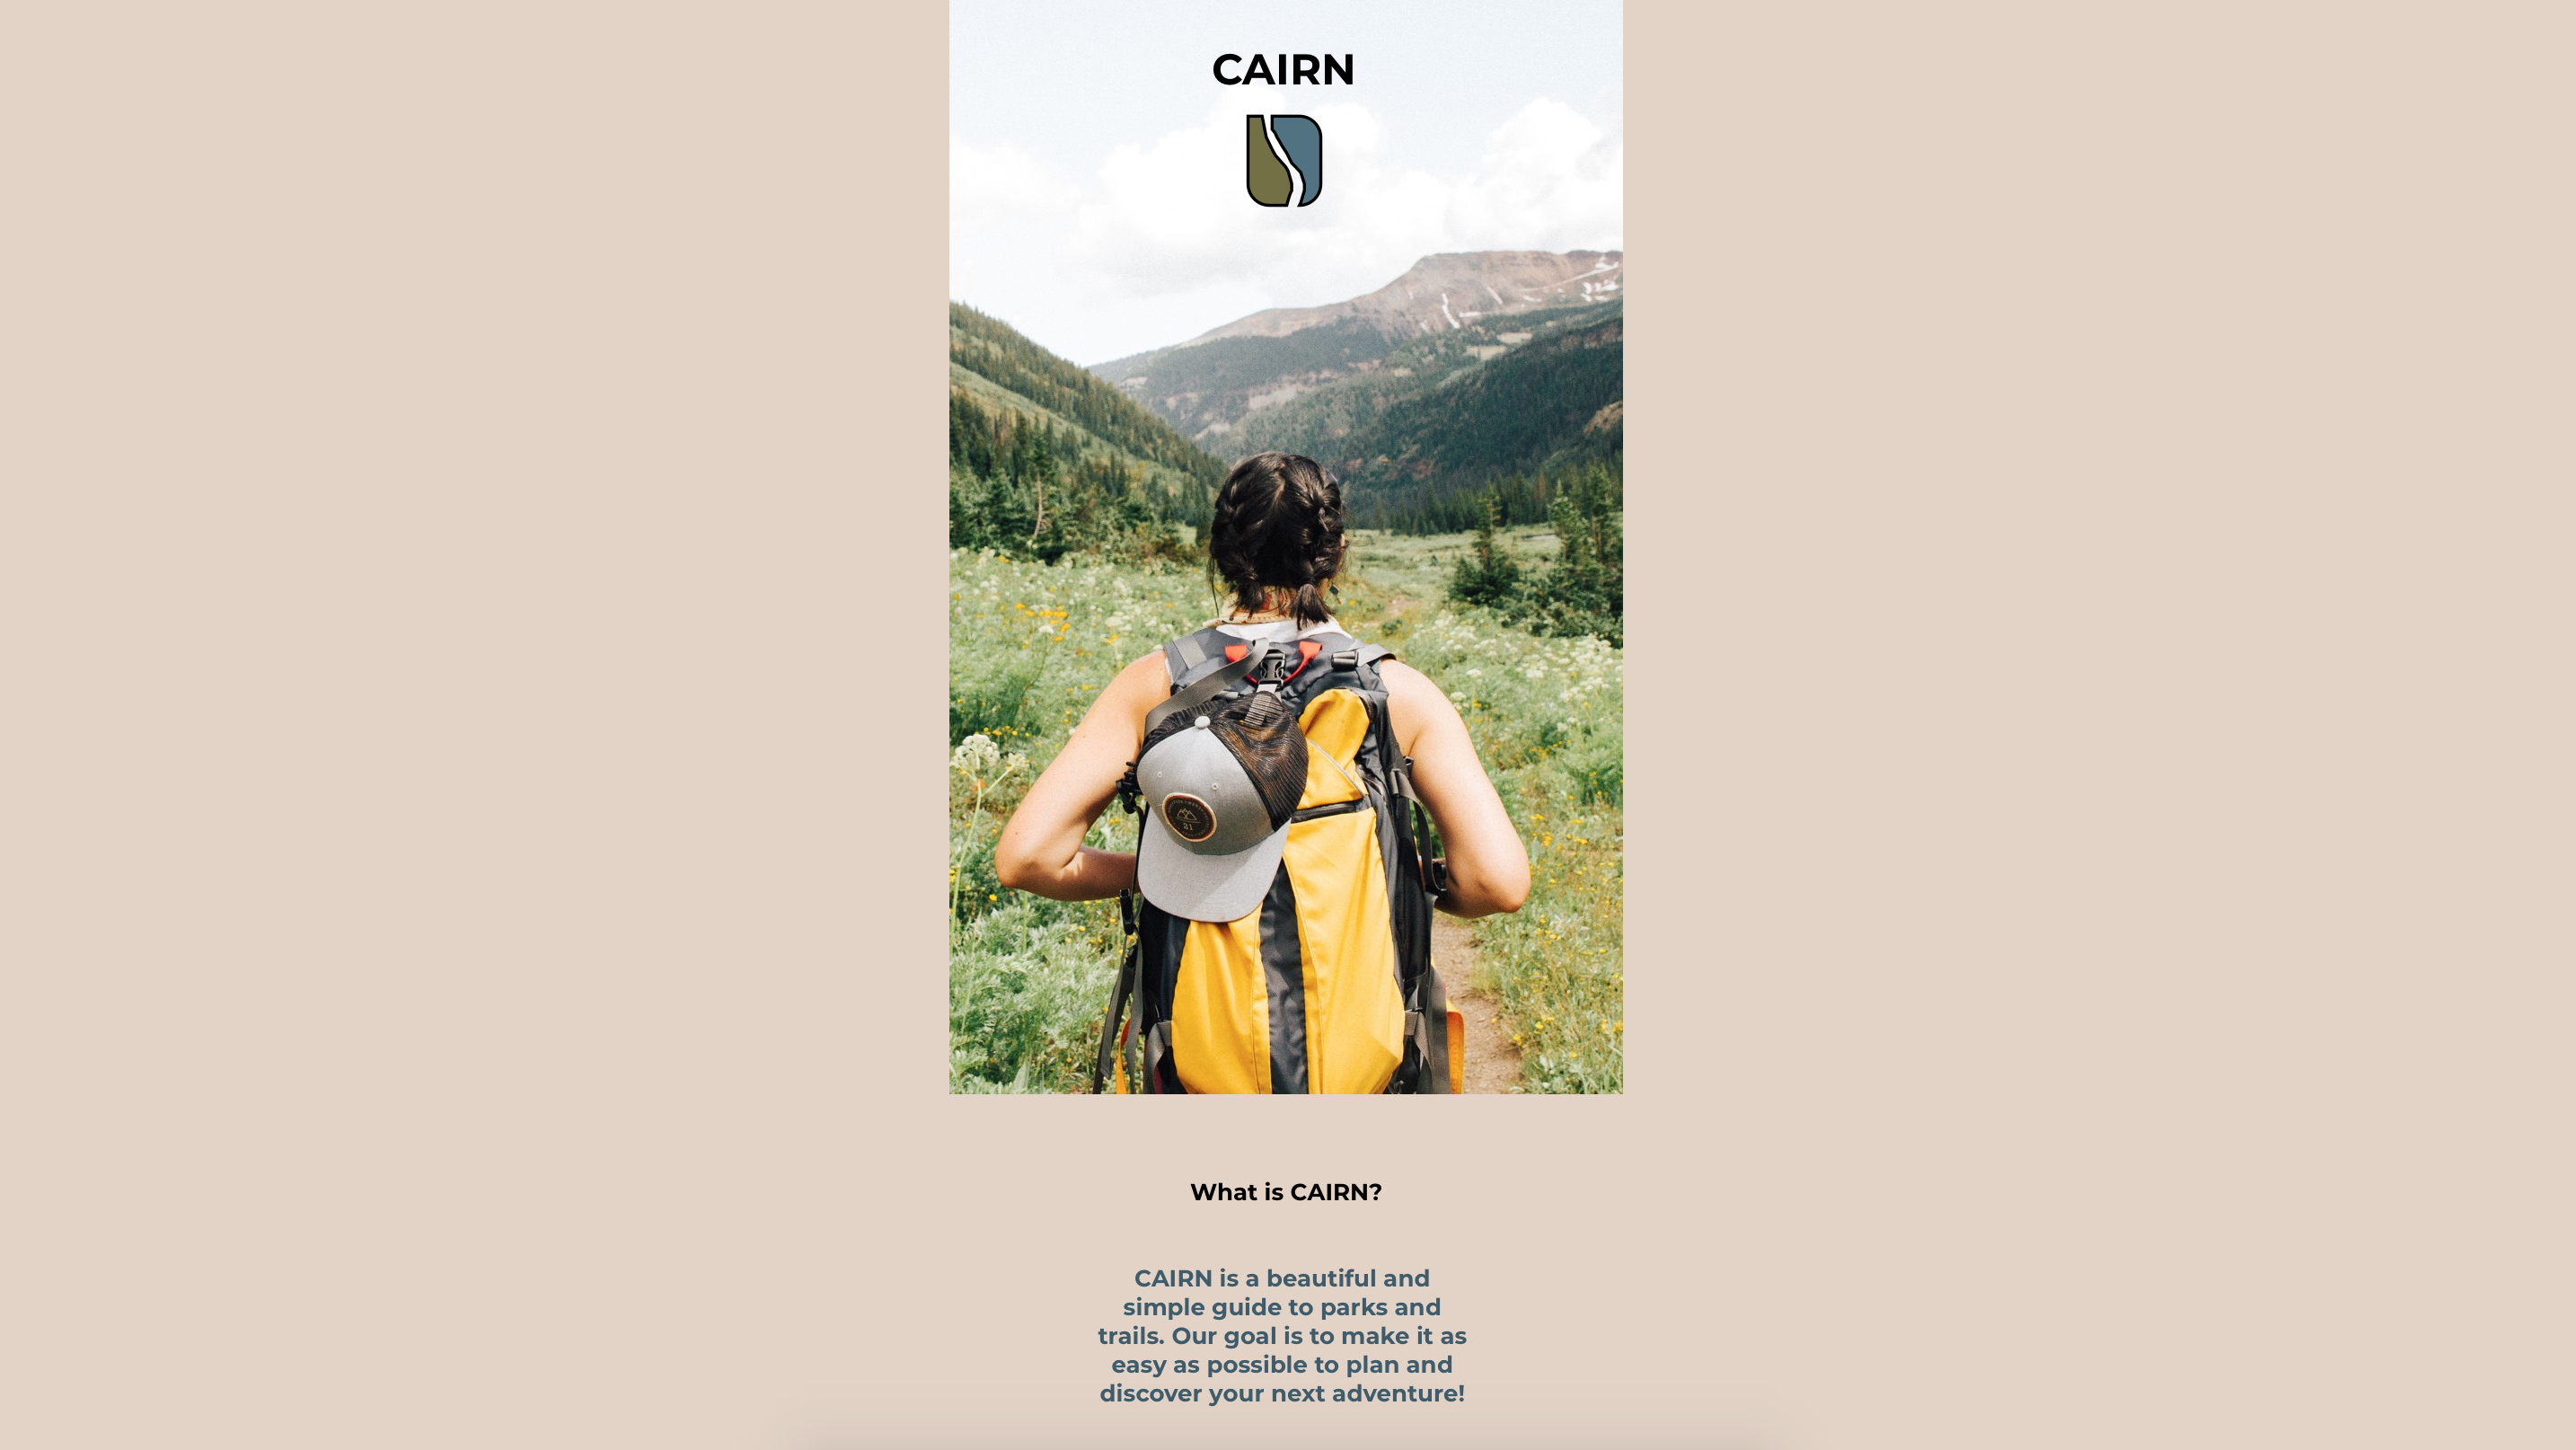 CAIRN
21
What is CAIRN?
CAIRN is a beautiful and
simple guide to parks and
trails. Our goal is to make it as
easy as possible to plan and
discover your next adventure!